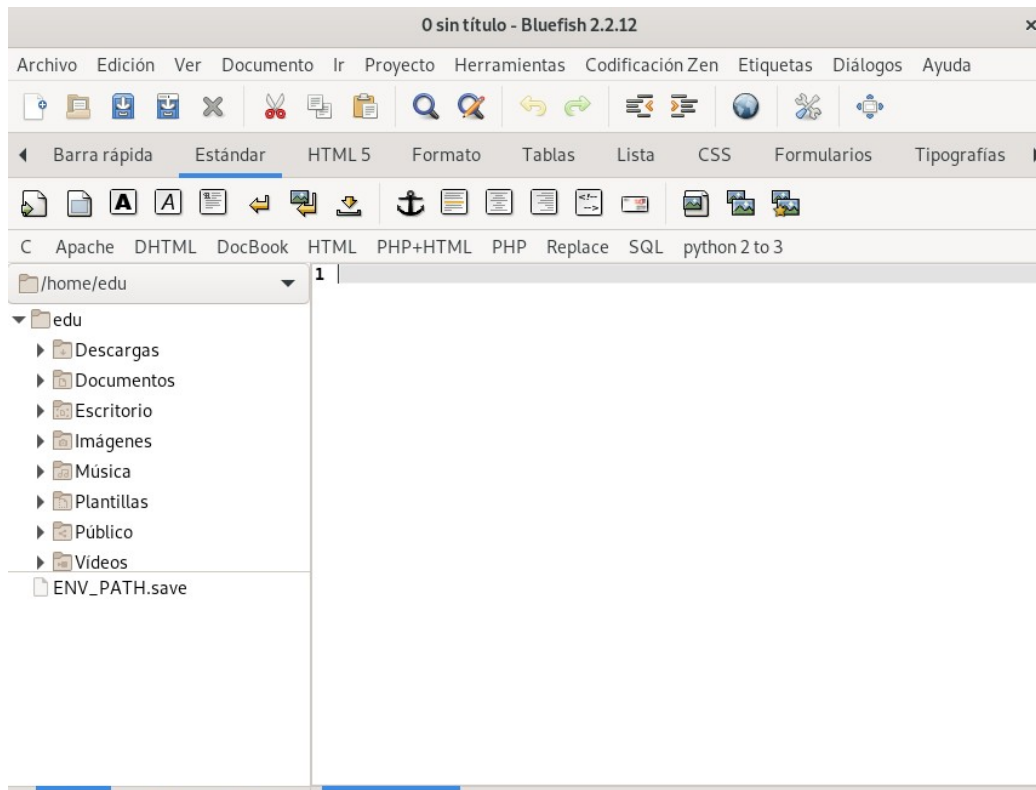 0 sin título - Bluefish 2.2.12
Archivo Edición Ver Documento Ir Proyecto Herramientas Codificación Zen Etiquetas Diálogos Ayuda
Barra rápida Estándar HTML 5 Formato Tablas Lista CSS Formularios Tipografías
C Apache DHTML DocBook HTML PHP+HTML PHP Replace SQL python 2 to 3
/home/edu
1
edu
Descargas
Documentos
Escritorio
Imágenes
Música
Plantillas
Público
Vídeos
ENV_PATH.save